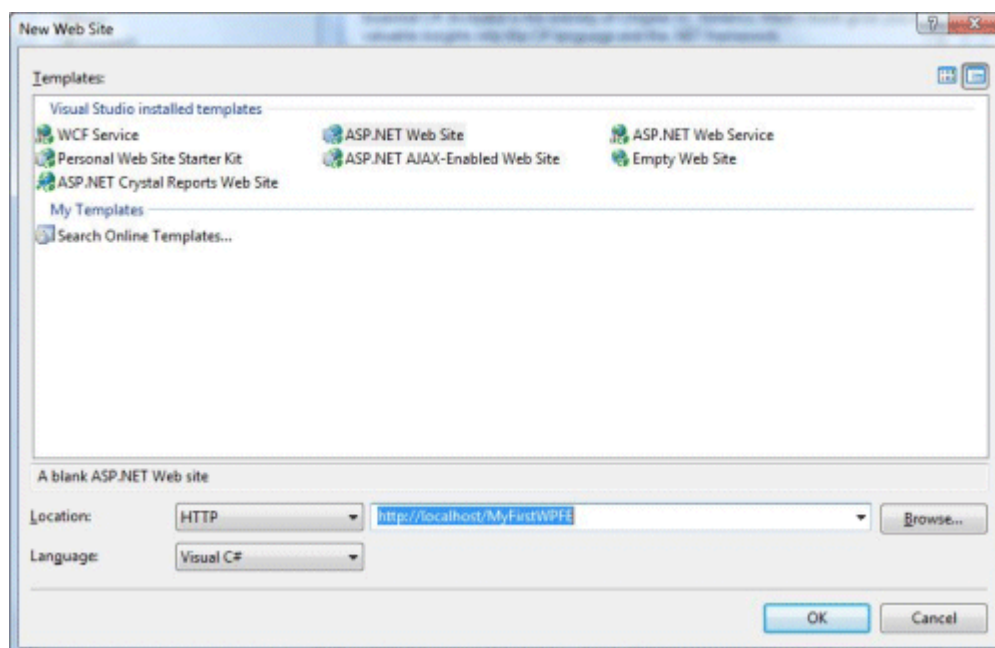 New Web Site
Templates:
Visual Studio installed templates
WCF Service ASP.NET Web Site ASP.NET Web Service
Personal Web Site Starter Kit ASP.NET AJAX-Enabled Web Site Empty Web Site
ASP.NET Crystal Reports Web Site
My Templates
Search Online Templates...
A blank ASP.NET Web site
Location: HTTP http://localhost/MyFirstWPFE Browse...
Language: Visual C#
OK Cancel